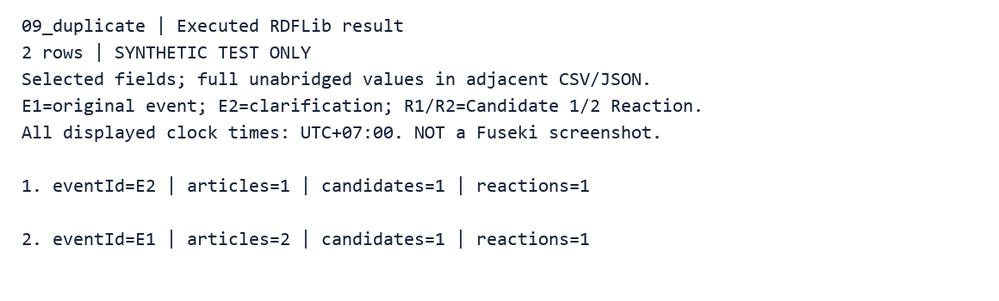 09_duplicate | Executed RDFLib result
2 rows | SYNTHETIC TEST ONLY
Selected fields; full unabridged values in adjacent CSV/JSON.
E1=original event; E2=clarification; R1/R2=Candidate 1/2 Reaction.
All displayed clock times: UTC+07:00. NOT a Fuseki screenshot.
1. eventId=E2 | articles=1 | candidates=1 | reactions=1
2. eventId=E1 | articles=2 | candidates=1 | reactions=1